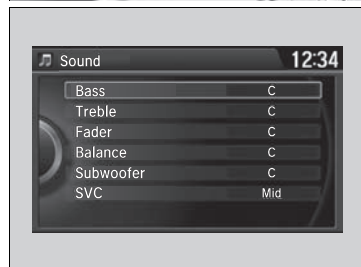 Sound 12:34
Bass C
Treble C
Fader C
Balance C
Subwoofer C
SVC Mid